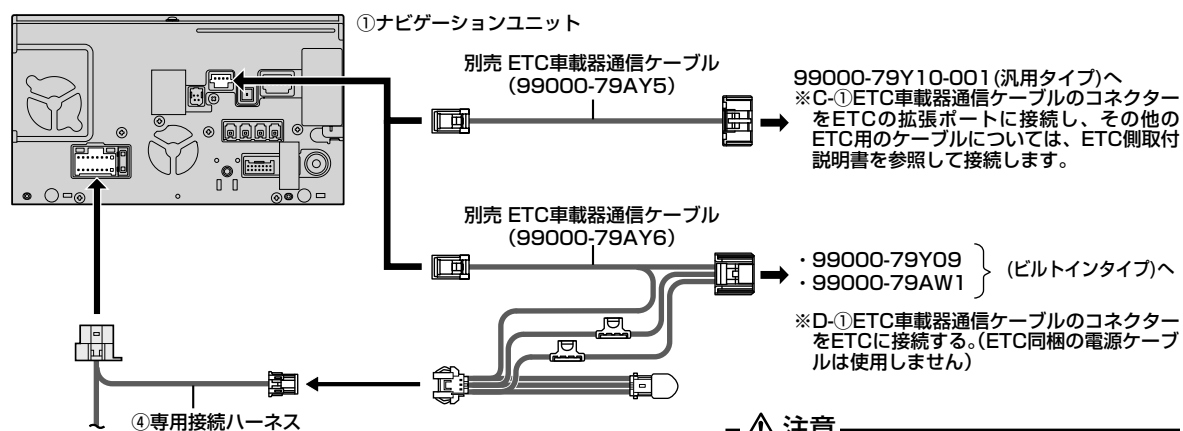 ①ナビゲーションユニット
別売 ETC車載器通信ケーブル
（99000-79AY5）
99000-79Y10-001(汎用タイプ)へ
※C-①ETC車載器通信ケーブルのコネクター
をETCの拡張ポートに接続し、その他の
ETC用のケーブルについては、ETC側取付
説明書を参照して接続します。
別売 ETC車載器通信ケーブル
（99000-79AY6）
・99000-79Y09
・99000-79AW1
(ビルトインタイプ)へ
※D-①ETC車載器通信ケーブルのコネクター
をETCに接続する。(ETC同梱の電源ケーブ
ルは使用しません）
④専用接続ハーネス
注意